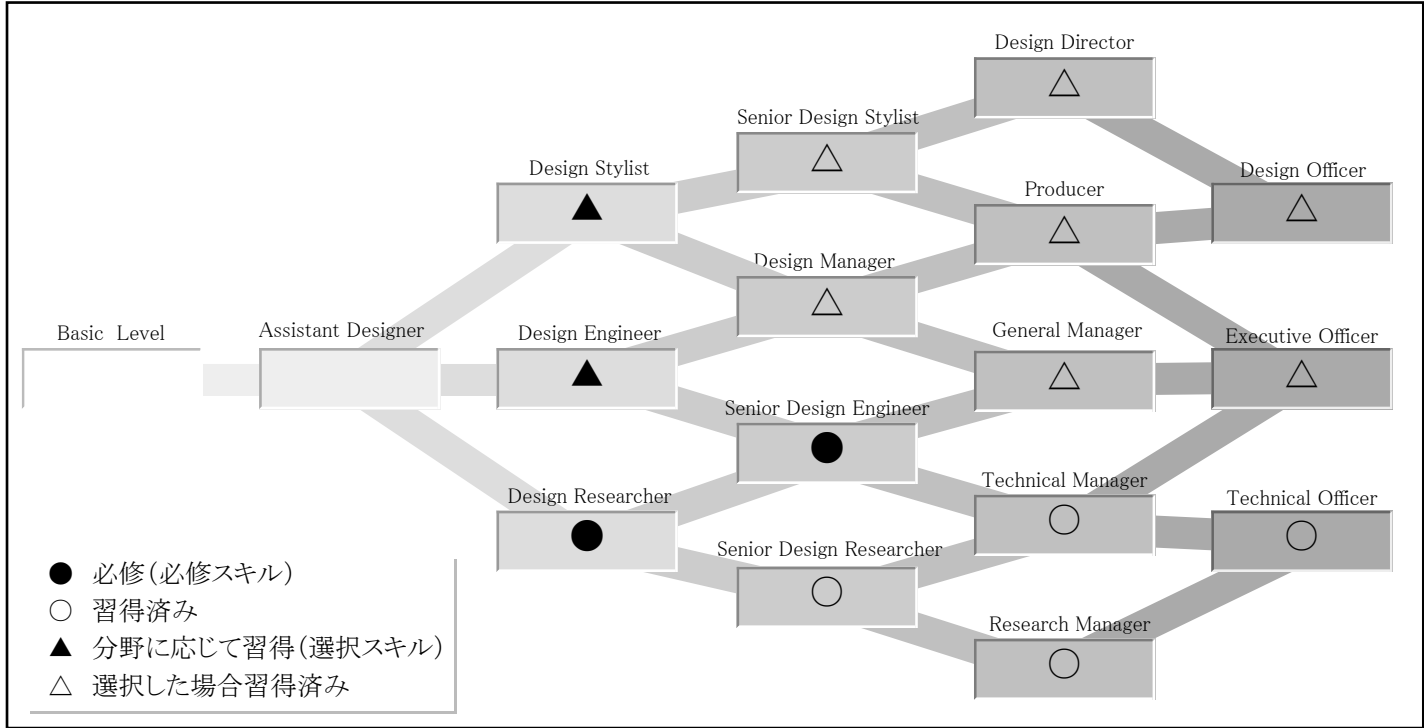 Design Director
△
Senior Design Stylist
△
Design Stylist
▲
Design Officer
△
Producer
△
Design Manager
△
Basic Level
Assistant Designer
Design Engineer
▲
General Manager
△
Executive Officer
△
Senior Design Engineer
●
Design Researcher
●
Technical Manager
○
Technical Officer
○
Senior Design Researcher
○
Research Manager
○
● 必修(必修スキル)
○ 習得済み
▲ 分野に応じて習得(選択スキル)
△ 選択した場合習得済み